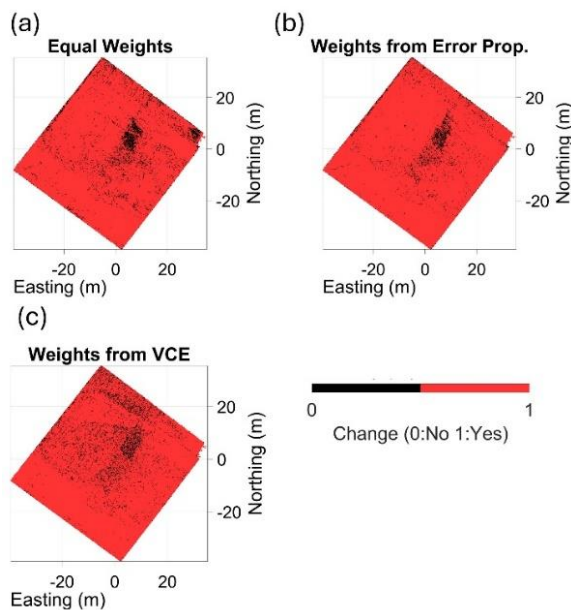 (a)
Equal Weights
20
0
-20
Northing (m)
-20 0 20
Easting (m)
(b)
Weights from Error Prop.
20
0
-20
Northing (m)
-20 0 20
Easting (m)
(c)
Weights from VCE
20
0
-20
Northing (m)
-20 0 20
Easting (m)
0 1
Change (0:No 1:Yes)